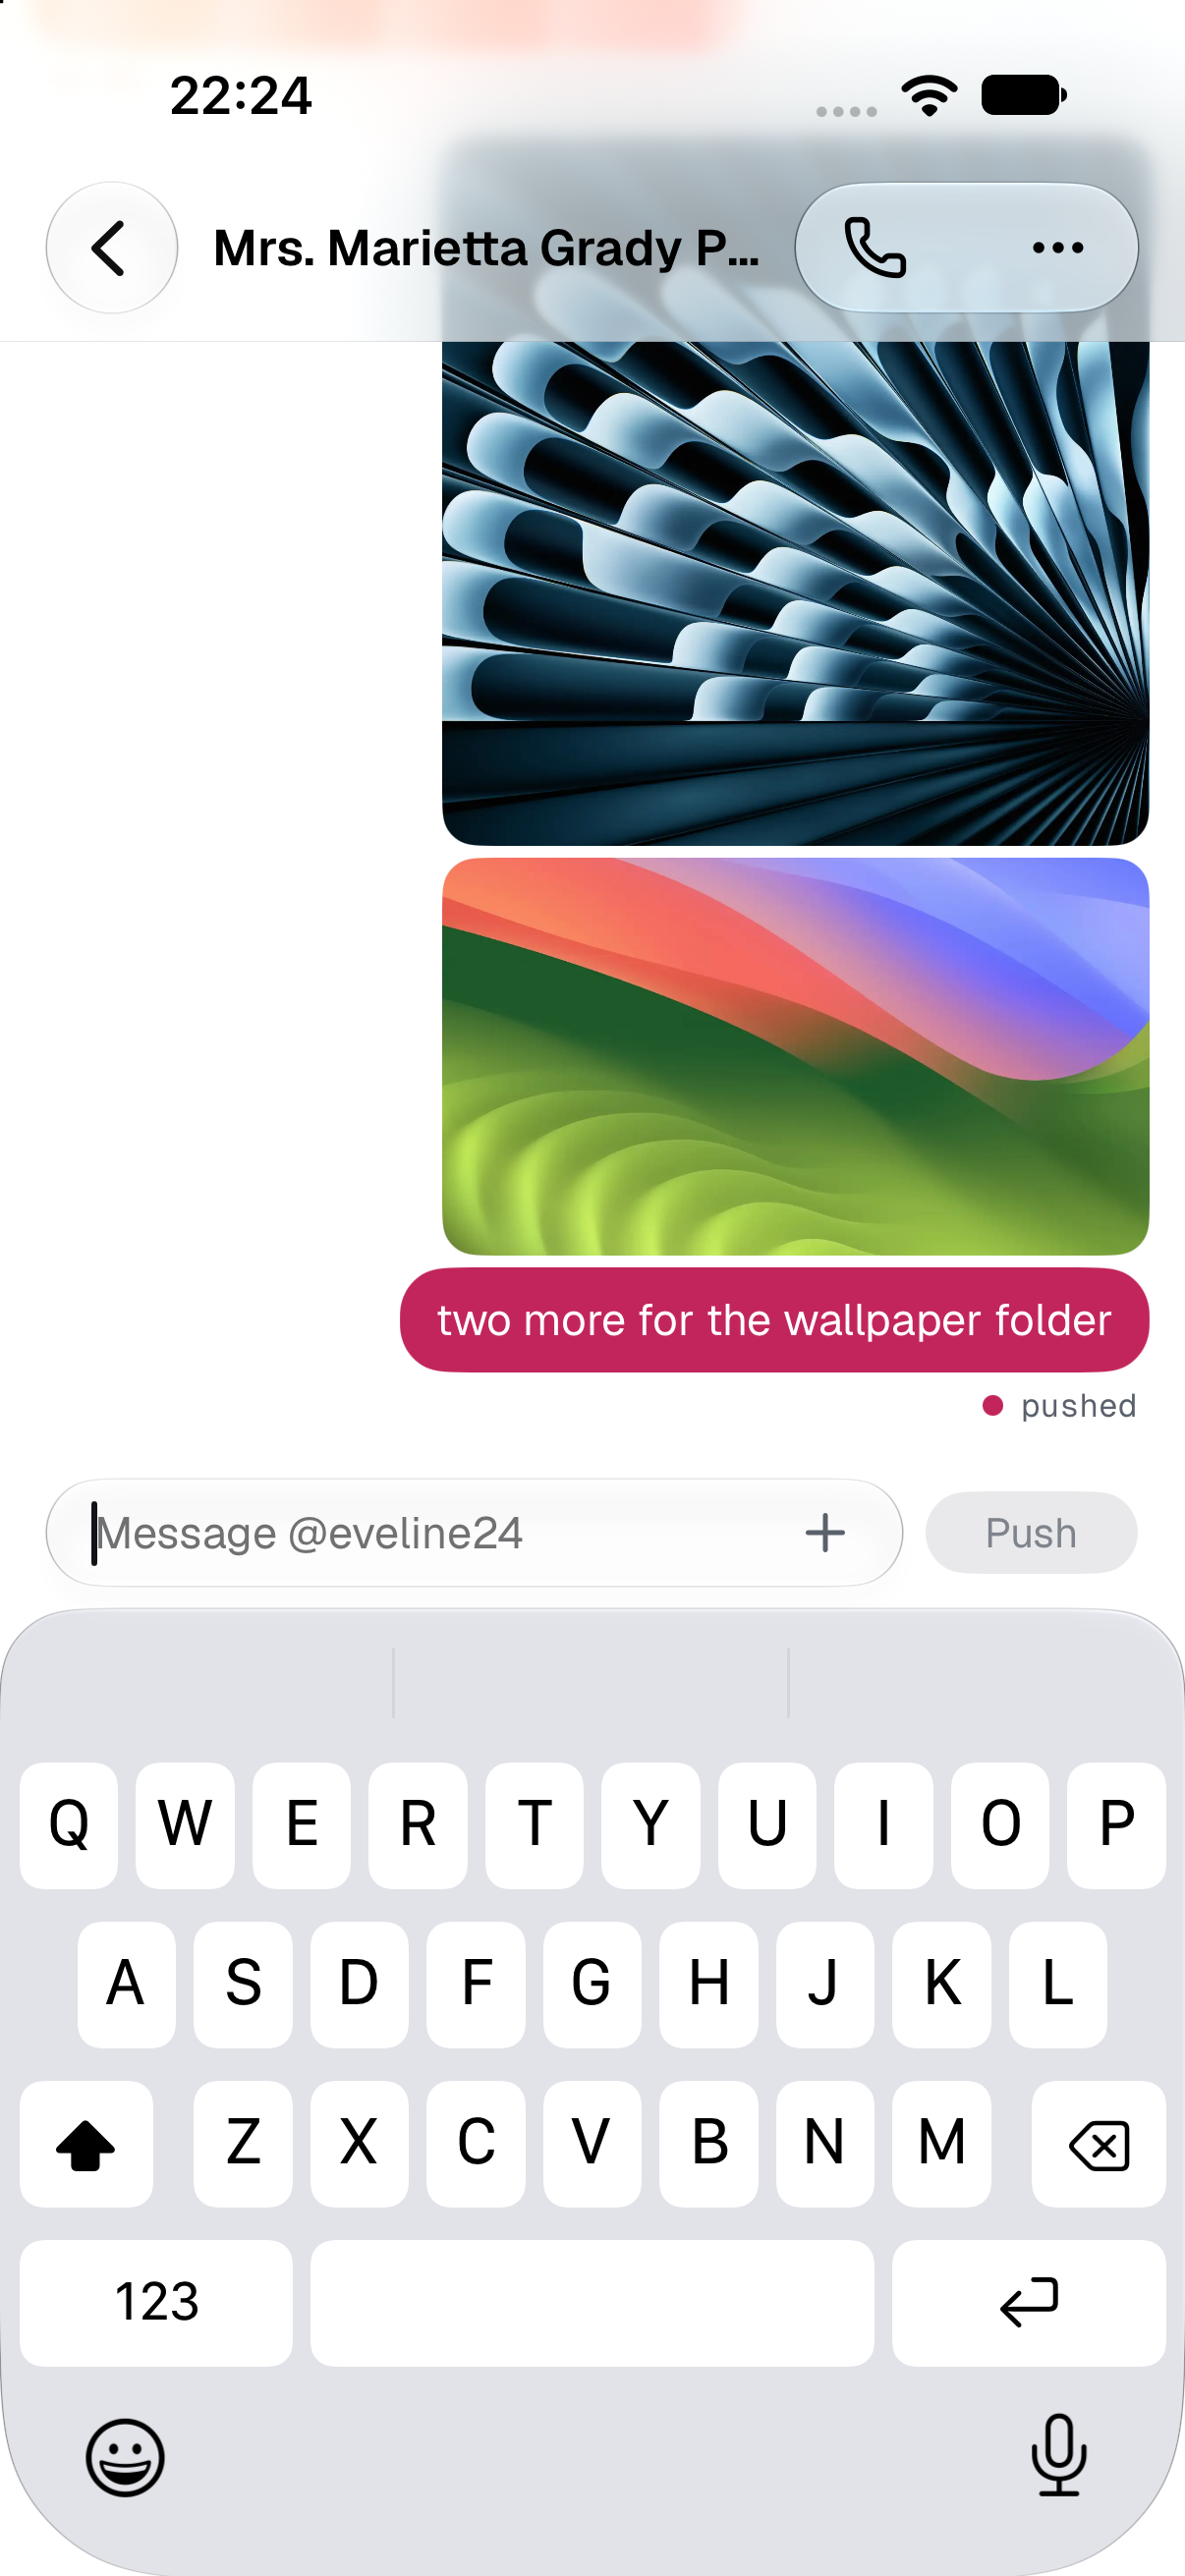 22:24
Mrs. Marietta Grady P...
two more for the wallpaper folder
pushed
Message @eveline24
Push
Q W E R T Y U I O P
A S D F G H J K L
Z X C V B N M
123